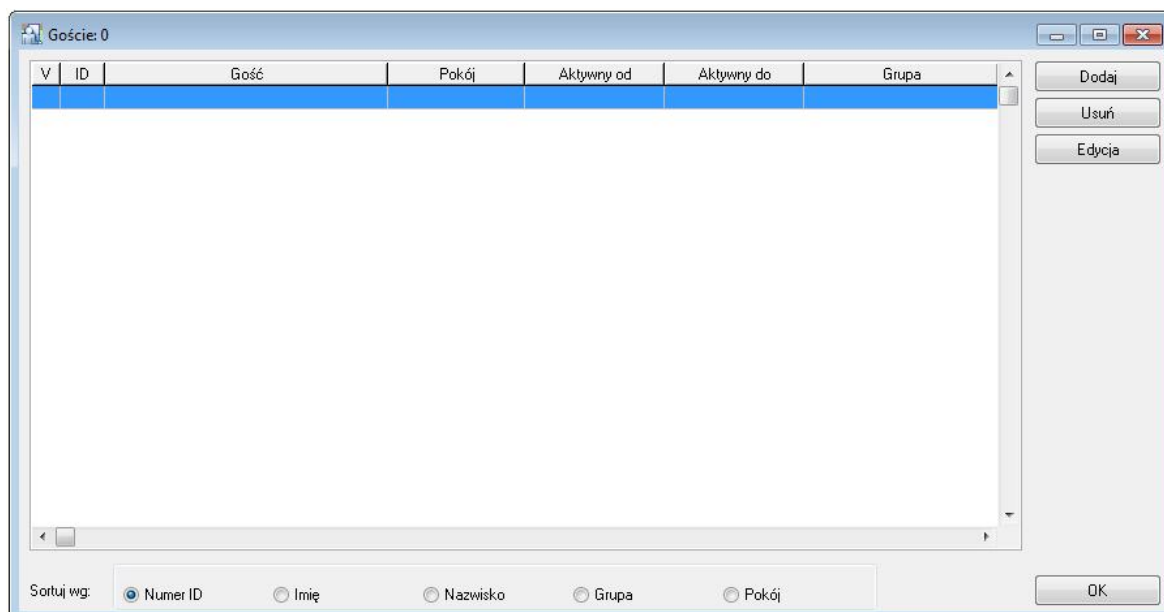 Goście: 0
V ID Gość Pokój Aktywny od Aktywny do Grupa
Dodaj
Usuń
Edycja
Sortuj wg: Numer ID Imię Nazwisko Grupa Pokój
OK